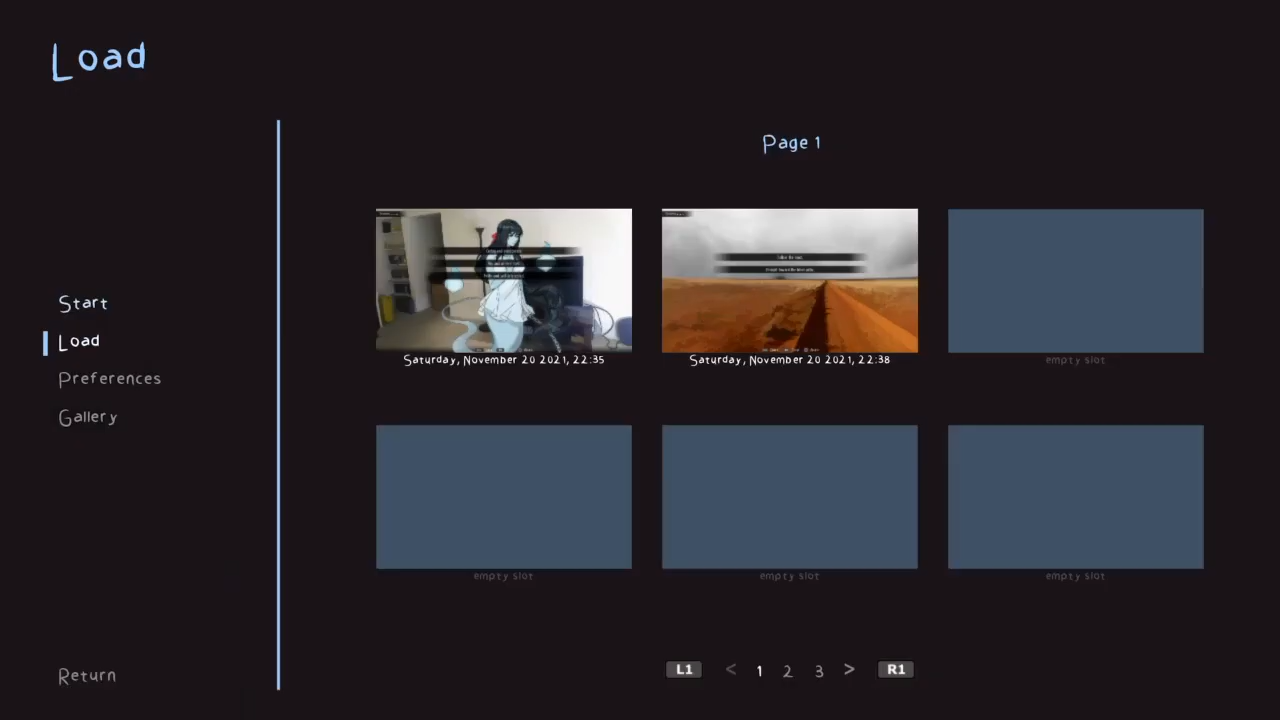 Load
Page 1
Start
Load
Preferences
Gallery
Return
Saturday, November 20 2021, 22:35
Saturday, November 20 2021, 22:38
empty slot
empty slot
empty slot
empty slot
L1 < 1 2 3 > R1